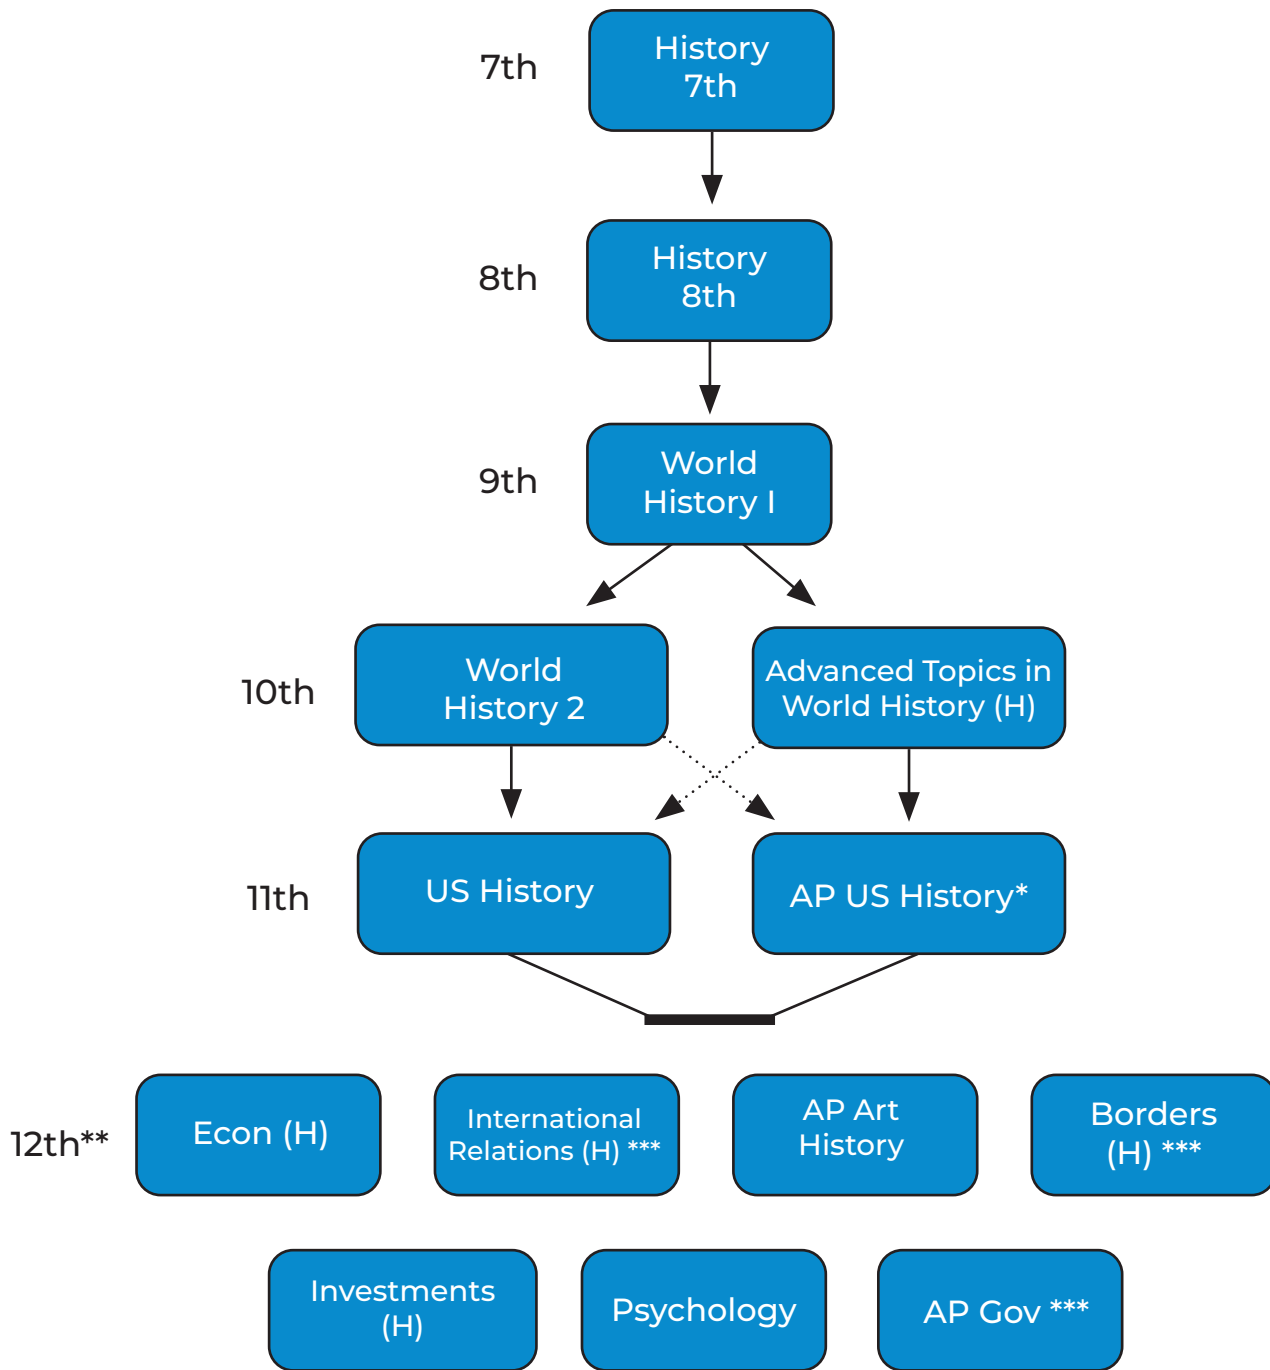 7th
History
7th
8th
History
8th
9th
World
History I
10th
World
History 2
Advanced Topics in
World History (H)
11th
US History
AP US History*
12th**
Econ (H)
International
Relations (H) ***
AP Art
History
Borders
(H) ***
Investments
(H)
Psychology
AP Gov ***